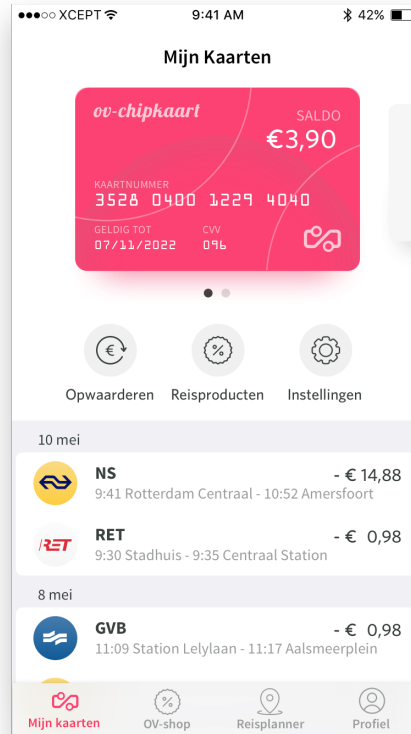 XCEPT 9:41 AM 42%
Mijn Kaarten
ov-chipkaart
SALDO
€3,90
KAARTNUMMER
3528 0400 1229 4040
GELDIG TOT CVV
07/11/2022 096
€
%
Opwaarderen Reisproducten Instellingen
10 mei
NS - € 14,88
9:41 Rotterdam Centraal - 10:52 Amersfoort
RET
RET - € 0,98
9:30 Stadhuis - 9:35 Centraal Station
8 mei
GVB - € 0,98
11:09 Station Lelylaan - 11:17 Aalsmeerplein
%
Mijn kaarten OV-shop Reisplanner Profiel